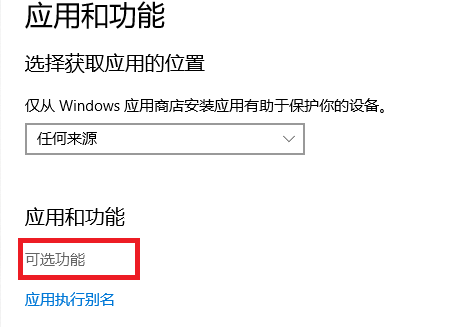 应用和功能
选择获取应用的位置
仅从 Windows 应用商店安装应用有助于保护你的设备。
任何来源
应用和功能
可选功能
应用执行别名